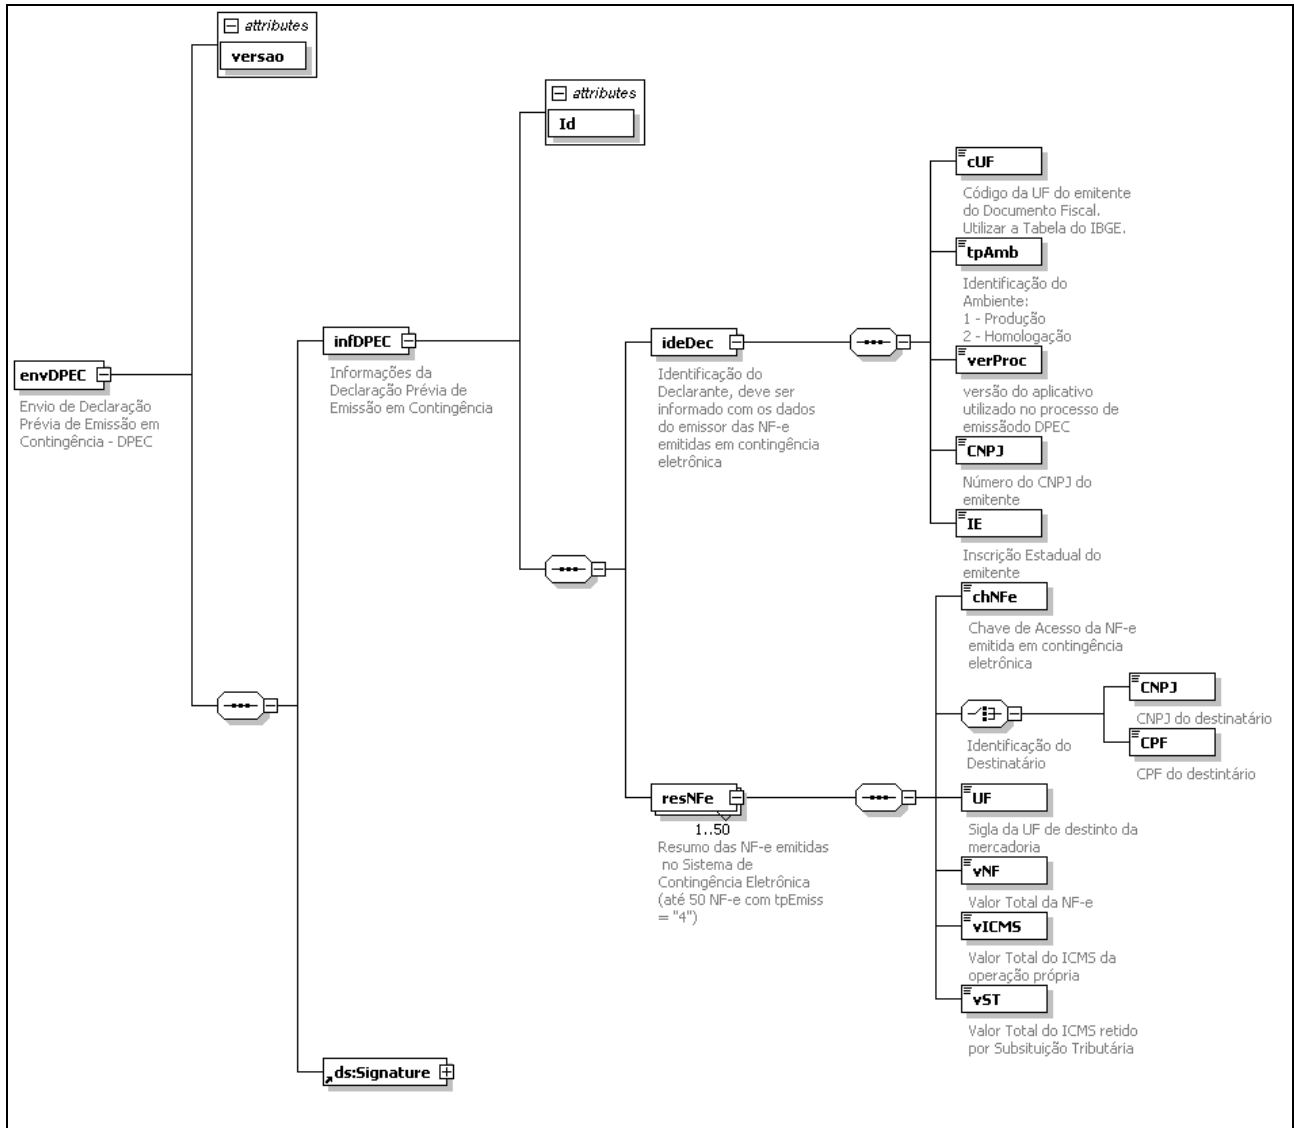 attributes
versao
attributes
Id
envDPEC
Envio de Declaração
Prévia de Emissão em
Contingência - DPEC
infDPEC
Informações da
Declaração Prévia de
Emissão em Contingência
ideDec
Identificação do
Declarante, deve ser
informado com os dados
do emissor das NF-e
emitidas em contingência
eletrônica
cUF
Código da UF do emitente
do Documento Fiscal.
Utilizar a Tabela do IBGE.
tpAmb
Identificação do
Ambiente:
1 - Produção
2 - Homologação
verProc
versão do aplicativo
utilizado no processo de
emissãodo DPEC
CNPJ
Número do CNPJ do
emitente
IE
Inscrição Estadual do
emitente
resNFe
1..50
Resumo das NF-e emitidas
no Sistema de
Contingência Eletrônica
(até 50 NF-e com tpEmiss
= "4")
chNFe
Chave de Acesso da NF-e
emitida em contingência
eletrônica
Identificação do
Destinatário
CNPJ
CNPJ do destinatário
CPF
CPF do destintário
UF
Sigla da UF de destinto da
mercadoria
vNF
Valor Total da NF-e
vICMS
Valor Total do ICMS da
operação própria
vST
Valor Total do ICMS retido
por Subsituição Tributária
ds:Signature